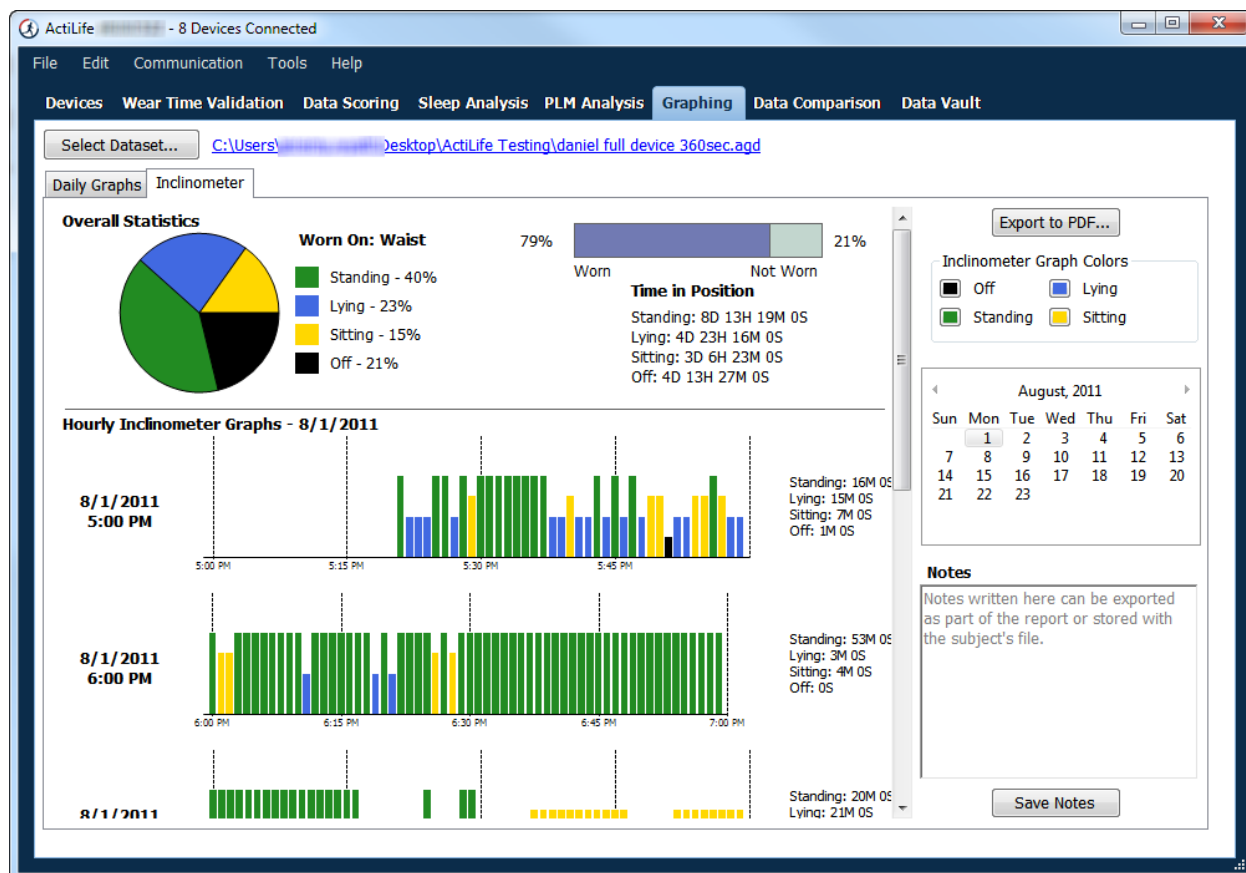 ActiLife - 8 Devices Connected
File Edit Communication Tools Help
Devices Wear Time Validation Data Scoring Sleep Analysis PLM Analysis Graphing Data Comparison Data Vault
Select Dataset... C:\Users\ Desktop\ActiLife Testing\daniel full device 360sec.agd
Daily Graphs Inclinometer
Overall Statistics
Worn On: Waist
Standing - 40%
Lying - 23%
Sitting - 15%
Off - 21%
79% 21%
Worn Not Worn
Time in Position
Standing: 8D 13H 19M 0S
Lying: 4D 23H 16M 0S
Sitting: 3D 6H 23M 0S
Off: 4D 13H 27M 0S
Hourly Inclinometer Graphs - 8/1/2011
8/1/2011
5:00 PM
5:00 PM 5:15 PM 5:30 PM 5:45 PM
Standing: 16M 0S
Lying: 15M 0S
Sitting: 7M 0S
Off: 1M 0S
8/1/2011
6:00 PM
6:00 PM 6:15 PM 6:30 PM 6:45 PM 7:00 PM
Standing: 53M 0S
Lying: 3M 0S
Sitting: 4M 0S
Off: 0S
8/1/2011
Standing: 20M 0S
Lying: 21M 0S
Export to PDF...
Inclinometer Graph Colors
Off Lying
Standing Sitting
August, 2011
Sun Mon Tue Wed Thu Fri Sat
1 2 3 4 5 6
7 8 9 10 11 12 13
14 15 16 17 18 19 20
21 22 23
Notes
Notes written here can be exported
as part of the report or stored with
the subject's file.
Save Notes